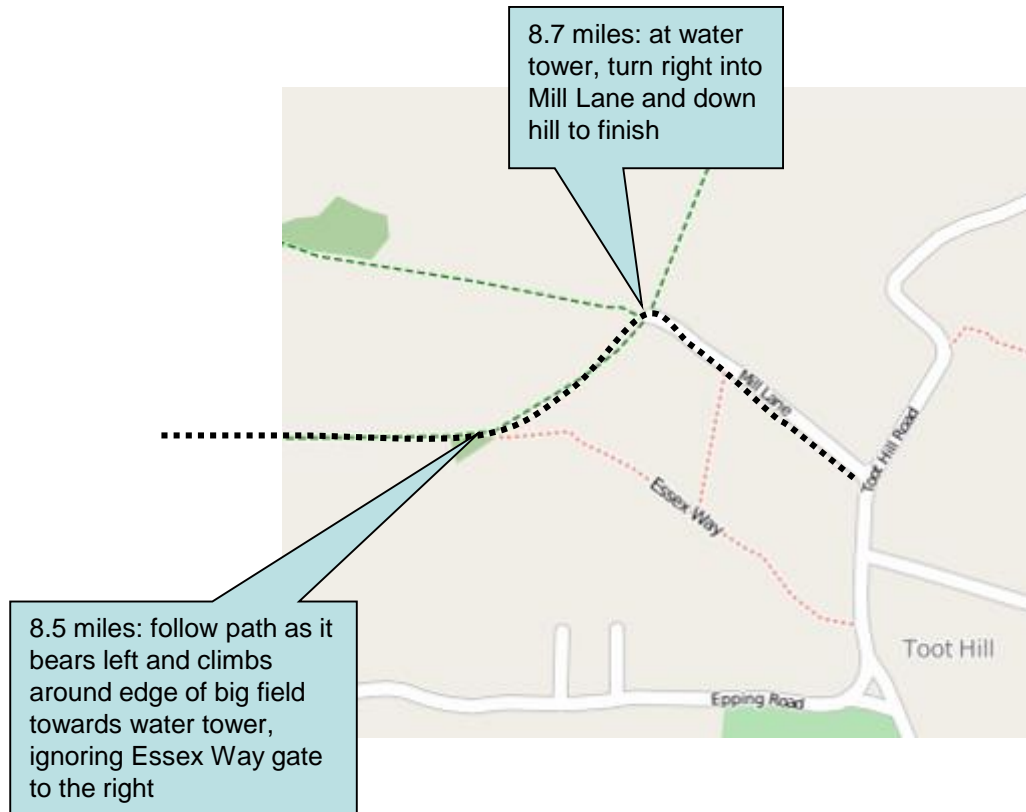 8.7 miles: at water
tower, turn right into
Mill Lane and down
hill to finish
Mill Lane
Toot Hill Road
Essex Way
8.5 miles: follow path as it
bears left and climbs
around edge of big field
towards water tower,
ignoring Essex Way gate
to the right
Toot Hill
Epping Road